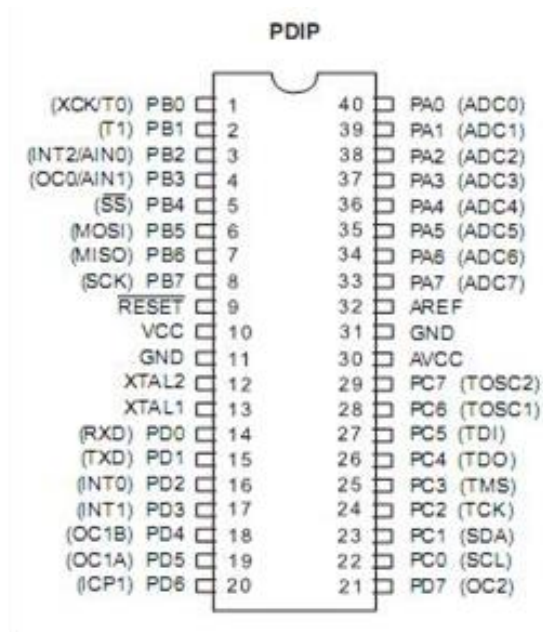 PDIP
(XCK/T0) PB0 1 40 PA0 (ADC0)
(T1) PB1 2 39 PA1 (ADC1)
(INT2/AIN0) PB2 3 38 PA2 (ADC2)
(OC0/AIN1) PB3 4 37 PA3 (ADC3)
(SS) PB4 5 36 PA4 (ADC4)
(MOSI) PB5 6 35 PA5 (ADC5)
(MISO) PB6 7 34 PA6 (ADC6)
(SCK) PB7 8 33 PA7 (ADC7)
RESET 9 32 AREF
VCC 10 31 GND
GND 11 30 AVCC
XTAL2 12 29 PC7 (TOSC2)
XTAL1 13 28 PC6 (TOSC1)
(RXD) PD0 14 27 PC5 (TDI)
(TXD) PD1 15 26 PC4 (TDO)
(INT0) PD2 16 25 PC3 (TMS)
(INT1) PD3 17 24 PC2 (TCK)
(OC1B) PD4 18 23 PC1 (SDA)
(OC1A) PD5 19 22 PC0 (SCL)
(ICP1) PD6 20 21 PD7 (OC2)